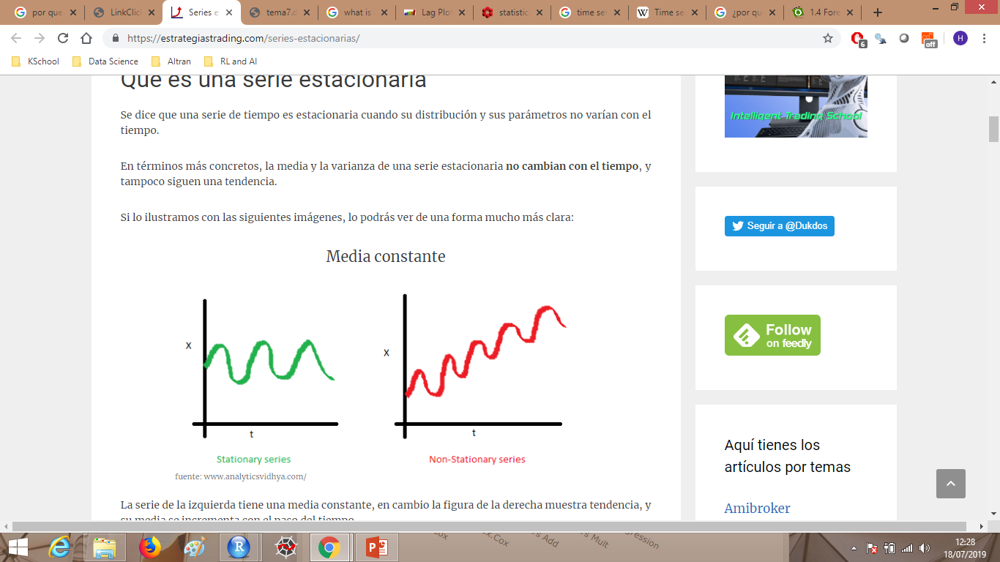 por que
LinkClic
Series e
tema7.
what is
Lag Plo
statistic
time ser
Time se
¿por qu
1.4 Fore
https://estrategiastrading.com/series-estacionarias/
6
off
H
KSchool
Data Science
Altran
RL and AI
Qué es una serie estacionaria
Se dice que una serie de tiempo es estacionaria cuando su distribución y sus parámetros no varían con el
tiempo.
En términos más concretos, la media y la varianza de una serie estacionaria no cambian con el tiempo, y
tampoco siguen una tendencia.
Si lo ilustramos con las siguientes imágenes, lo podrás ver de una forma mucho más clara:
Media constante
x
t
Stationary series
x
t
Non-Stationary series
fuente: www.analyticsvidhya.com/
La serie de la izquierda tiene una media constante, en cambio la figura de la derecha muestra tendencia, y
su media se incrementa con el paso del tiempo.
Intelligent Trading School
Seguir a @Dukdos
Follow
on feedly
Aquí tienes los
artículos por temas
Amibroker
12:28
18/07/2019